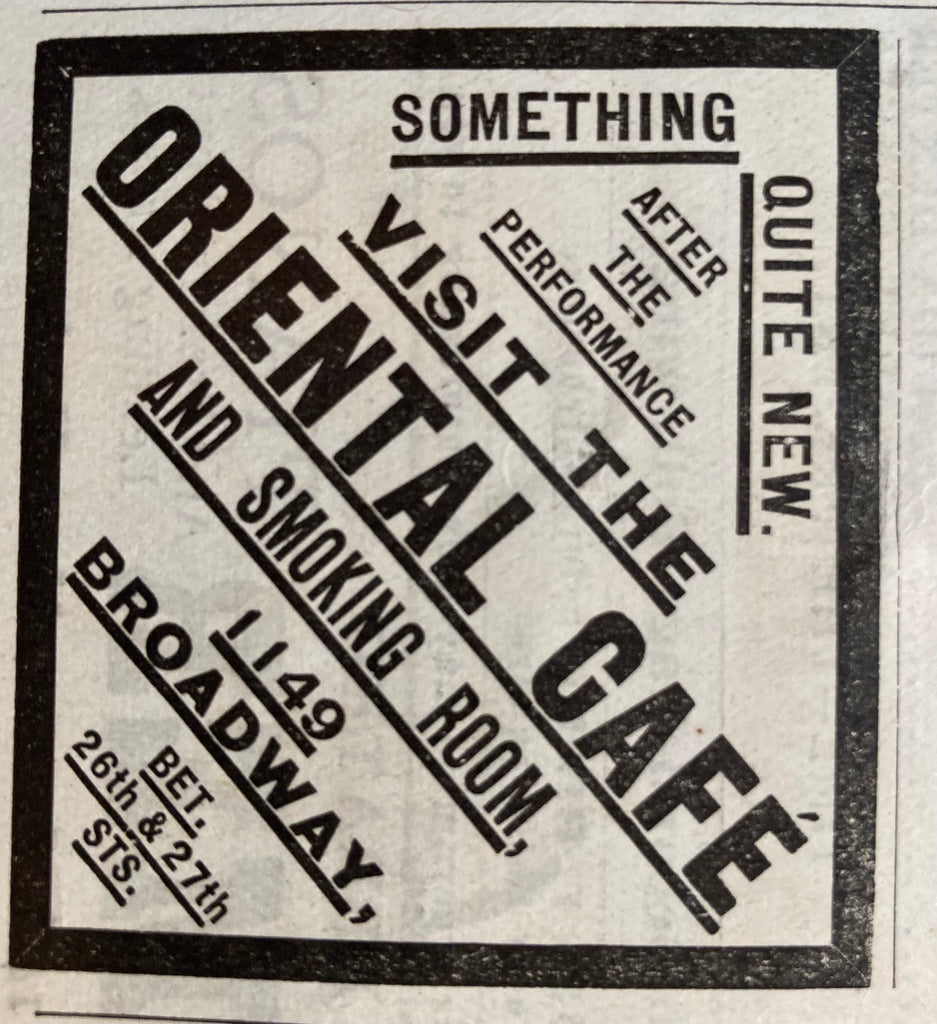 SOMETHING
QUITE NEW.
AFTER
THE
PERFORMANCE
VISIT THE
ORIENTAL CAFÉ
AND SMOKING ROOM,
1149
BROADWAY,
BET.
26th & 27th
STS.